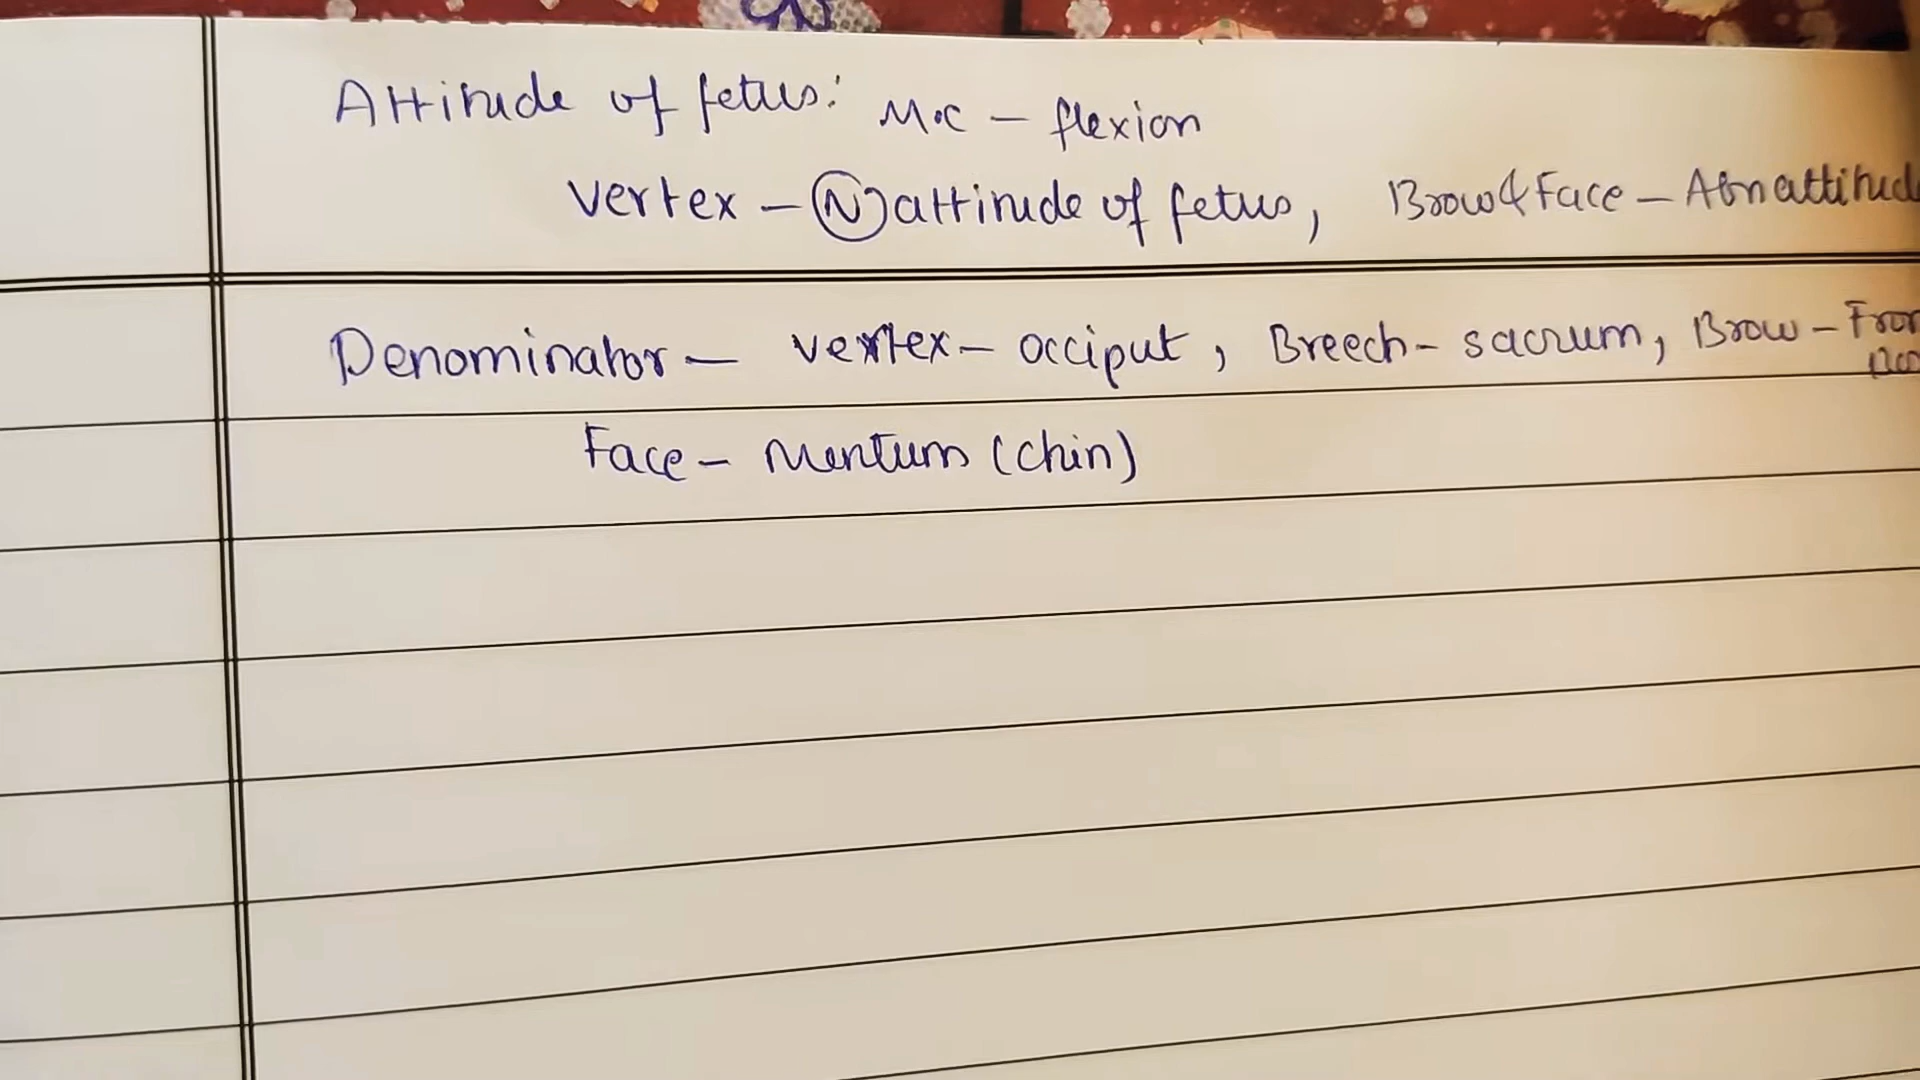 Attitude of fetus: M.C - flexion
Vertex - (N) attitude of fetus, Brow & Face - Abn attitude
Denominator - vertex - occiput, Breech - sacrum, Brow - Fron
Face - Mentum (chin)